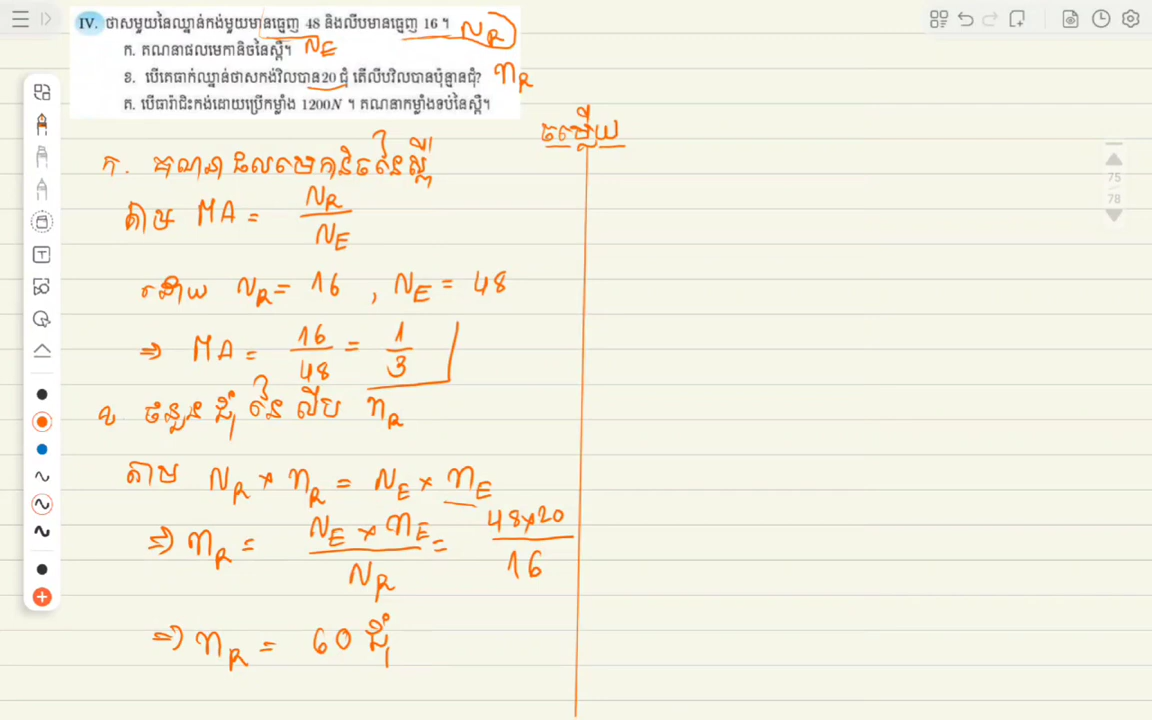 IV. ថាសមួយនៃឈ្នាន់កង់មួយមានធ្មេញ 48 និងលីបមានធ្មេញ 16 ។ N_R
ក. គណនាផលមេកានិចនៃស្ពឺ។ N_E
ខ. បើគេធាក់ឈ្នាន់ថាសកង់វិលបាន20 ជុំ តើលីបវិលបានប៉ុន្មានជុំ? n_R
គ. បើធារ៉ាជិះកង់ដោយប្រើកម្លាំង 1200N ។ គណនាកម្លាំងទប់នៃស្ពឺ។
ចម្លើយ
ក. គណនាផលមេកានិចនៃស្ពឺ
តាម MA = N_R / N_E
ដោយ N_R = 16 , N_E = 48
⇒ MA = 16/48 = 1/3
ខ ចំនួនជុំនៃលីប n_R
តាម N_R × n_R = N_E × n_E
⇒ n_R = N_E × n_E / N_R = 48×20 / 16
⇒ n_R = 60 ជុំ
75
78